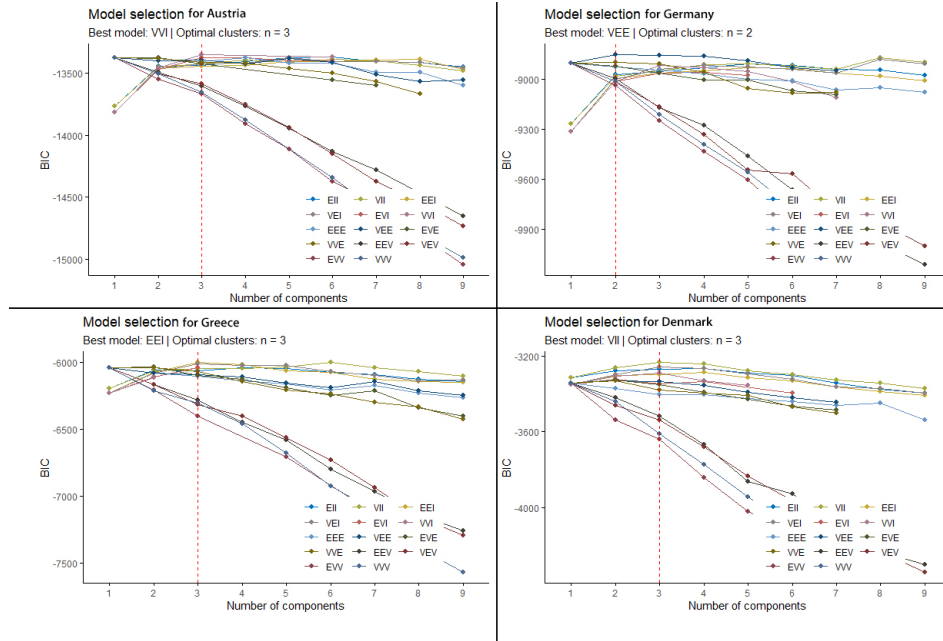 Model selection for Austria
Best model: VVI | Optimal clusters: n = 3
-13500
-14000
-14500
-15000
BIC
EII VII EEI
VEI EVI VVI
EEE VEE EVE
VVE EEV VEV
EVV VVV
1 2 3 4 5 6 7 8 9
Number of components
Model selection for Germany
Best model: VEE | Optimal clusters: n = 2
-9000
-9300
-9600
-9900
BIC
EII VII EEI
VEI EVI VVI
EEE VEE EVE
VVE EEV VEV
EVV VVV
1 2 3 4 5 6 7 8 9
Number of components
Model selection for Greece
Best model: EEI | Optimal clusters: n = 3
-6000
-6500
-7000
-7500
BIC
EII VII EEI
VEI EVI VVI
EEE VEE EVE
VVE EEV VEV
EVV VVV
1 2 3 4 5 6 7 8 9
Number of components
Model selection for Denmark
Best model: VII | Optimal clusters: n = 3
-3200
-3600
-4000
BIC
EII VII EEI
VEI EVI VVI
EEE VEE EVE
VVE EEV VEV
EVV VVV
1 2 3 4 5 6 7 8 9
Number of components